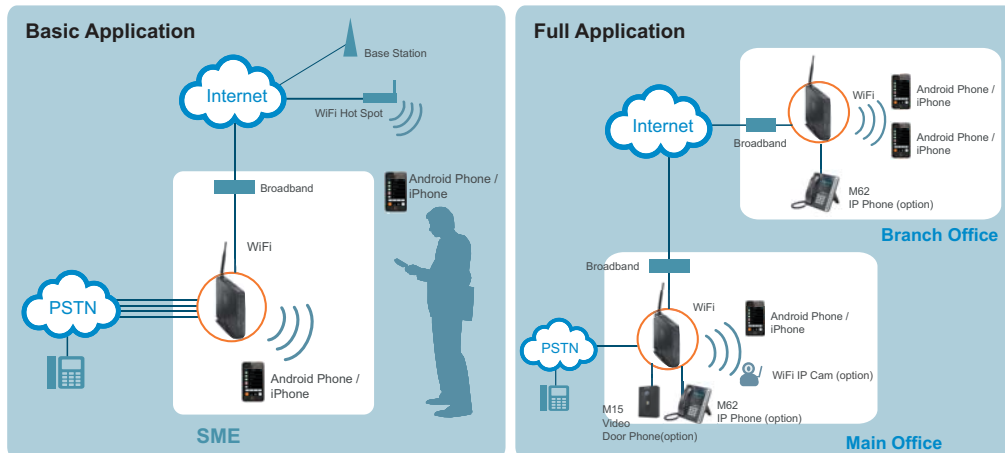 Basic Application
Base Station
Internet
WiFi Hot Spot
Android Phone /
iPhone
Broadband
WiFi
PSTN
Android Phone /
iPhone
SME
Full Application
WiFi
Android Phone /
iPhone
Internet
Broadband
Android Phone /
iPhone
M62
IP Phone (option)
Branch Office
Broadband
WiFi
Android Phone /
iPhone
PSTN
WiFi IP Cam (option)
M15
Video
Door Phone(option)
M62
IP Phone (option)
Main Office